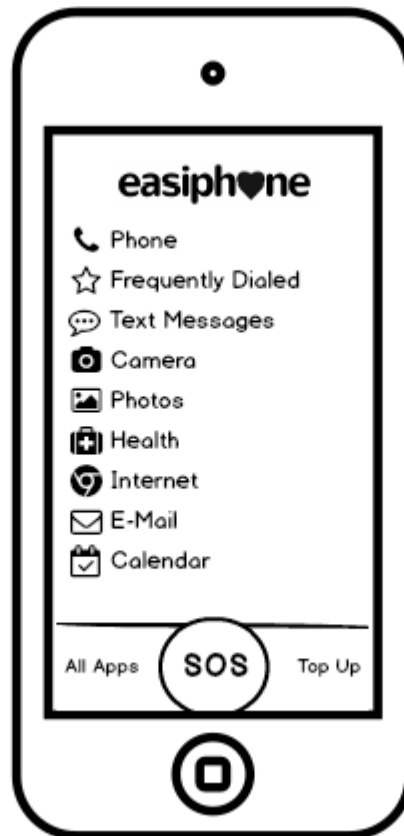 easiphone
Phone
Frequently Dialed
Text Messages
Camera
Photos
Health
Internet
E-Mail
Calendar
All Apps SOS Top Up